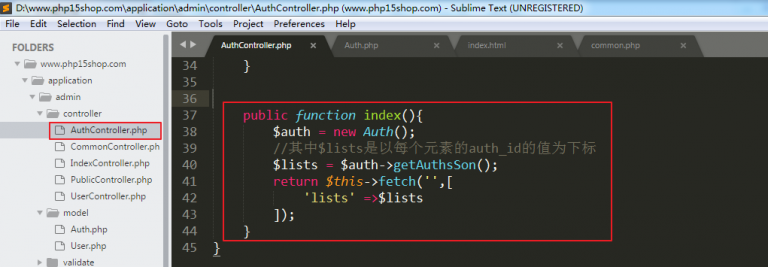 D:\www.php15shop.com\application\admin\controller\AuthController.php (www.php15shop.com) - Sublime Text (UNREGISTERED)
File Edit Selection Find View Goto Tools Project Preferences Help
FOLDERS
www.php15shop.com
application
admin
controller
AuthController.php
CommonController.ph
IndexController.php
PublicController.php
UserController.php
model
Auth.php
User.php
validate
AuthController.php Auth.php index.html common.php
34 }
35
36
37 public function index(){
38 $auth = new Auth();
39 //其中$lists是以每个元素的auth_id的值为下标
40 $lists = $auth->getAuthsSon();
41 return $this->fetch('',[
42 'lists' =>$lists
43 ]);
44 }
45 }